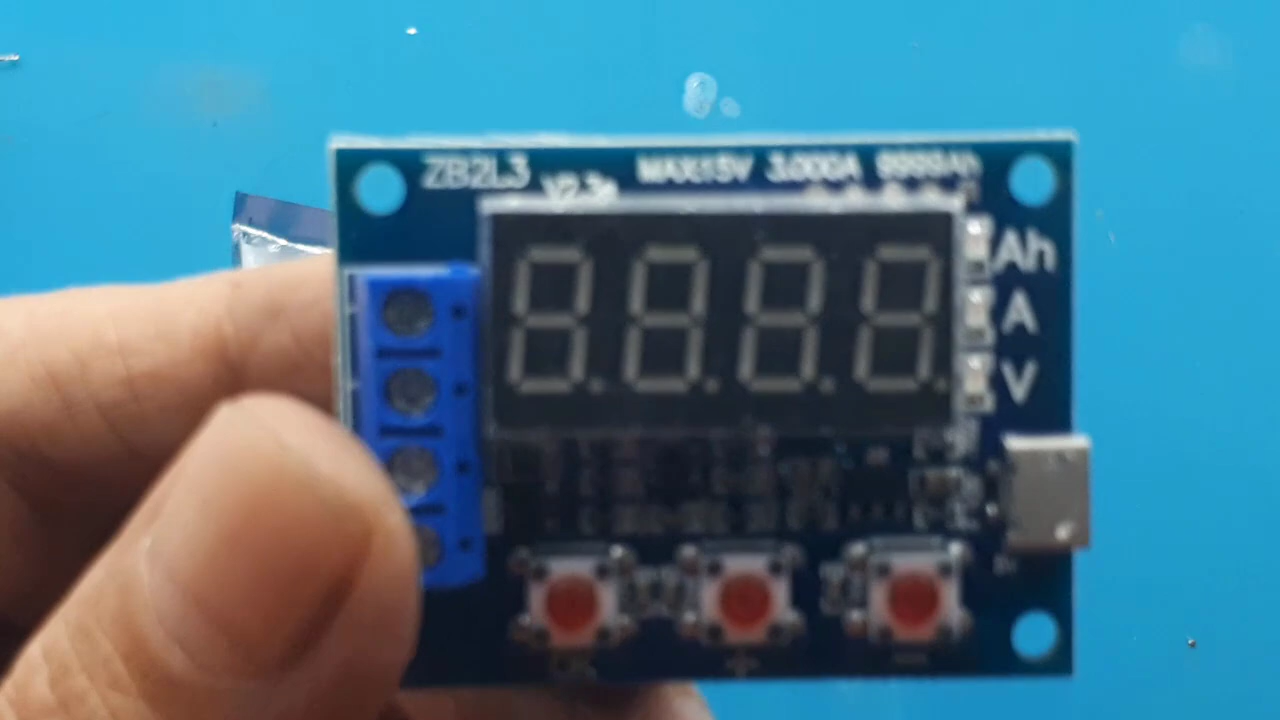 ZB2L3 MAX:15V 3.000A 9999Ah
V2.3
Ah
A
V
+
—